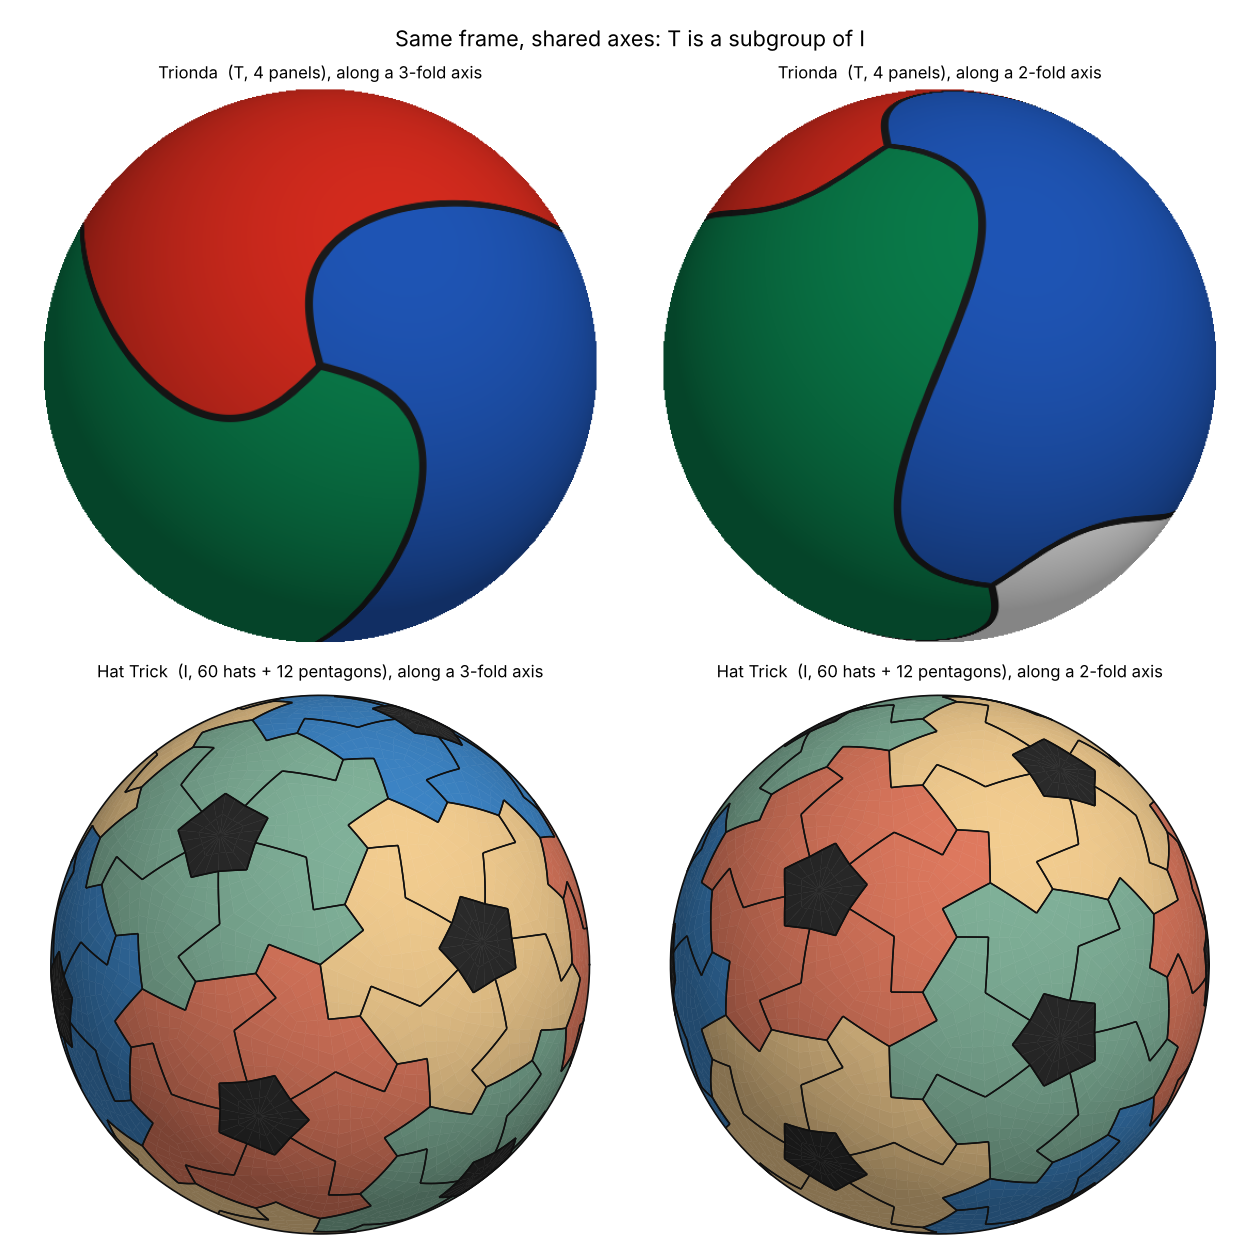 Same frame, shared axes: T is a subgroup of I
Trionda  (T, 4 panels), along a 3-fold axis
Trionda  (T, 4 panels), along a 2-fold axis
Hat Trick  (I, 60 hats + 12 pentagons), along a 3-fold axis
Hat Trick  (I, 60 hats + 12 pentagons), along a 2-fold axis